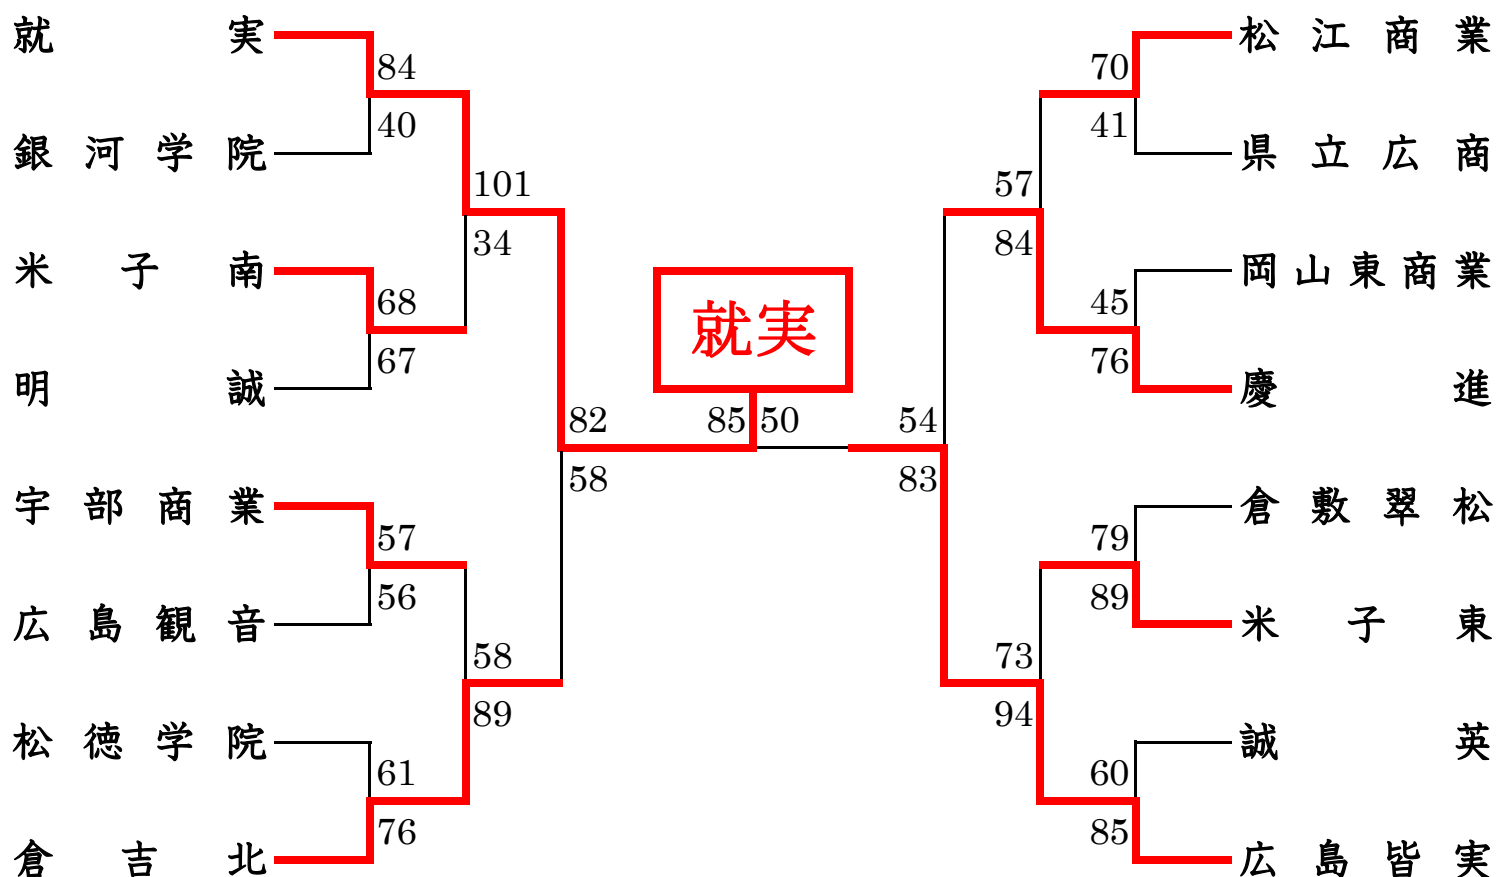 就実 松江商業
84 70
40 41
銀河学院 県立広商
101 57
34 84
米子南 岡山東商業
68 45
就実
67 76
明誠 慶進
82 85 50 54
58 83
宇部商業 倉敷翠松
57 79
56 89
広島観音 米子東
58 73
89 94
松徳学院 誠英
61 60
76 85
倉吉北 広島皆実